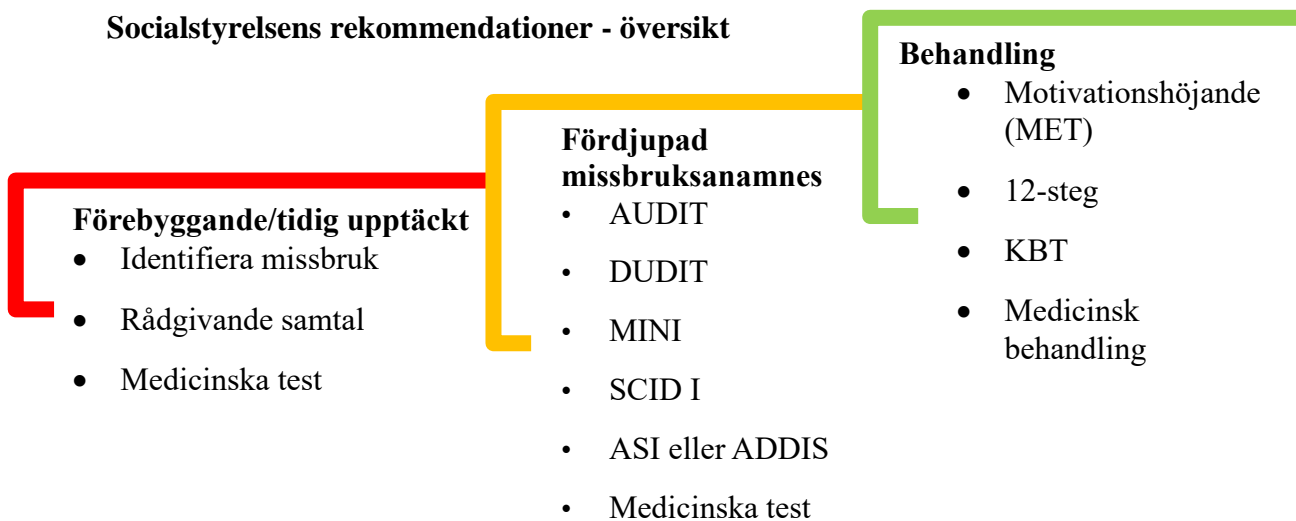 Socialstyrelsens rekommendationer - översikt
Förebyggande/tidig upptäckt
• Identifiera missbruk
• Rådgivande samtal
• Medicinska test
Fördjupad
missbruksanamnes
• AUDIT
• DUDIT
• MINI
• SCID I
• ASI eller ADDIS
• Medicinska test
Behandling
• Motivationshöjande
(MET)
• 12-steg
• KBT
• Medicinsk
behandling